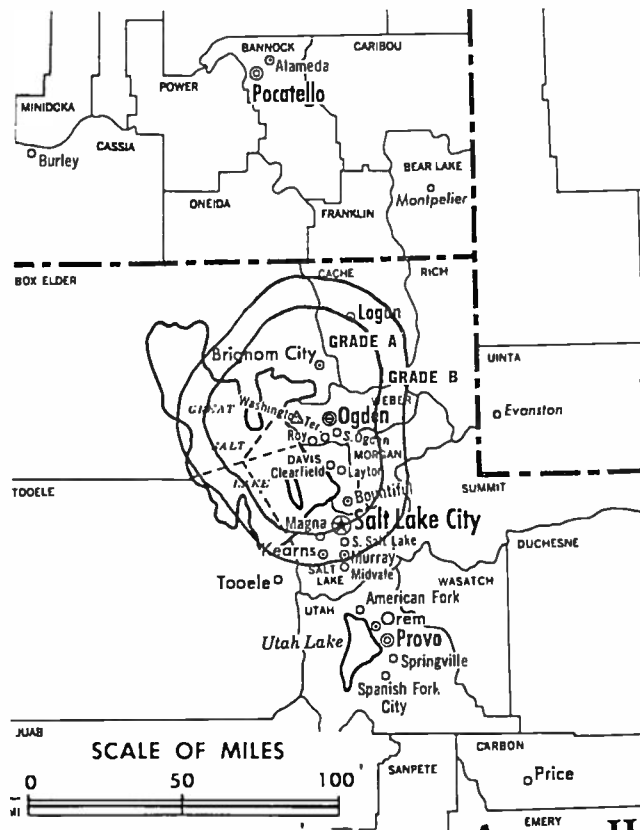 BANNOCK
CARIBOU
Alameda
POWER
Pocatello
MINIDOKA
CASSIA
Burley
BEAR LAKE
Montpelier
ONEIDA
FRANKLIN
BOX ELDER
CACHE
RICH
Logan
GRADE A
Brigham City
UINTA
GRADE B
WEBER
GREAT
Washington Ter.
Ogden
Evanston
Roy
S. Ogden
SALT
DAVIS
MORGAN
Clearfield
Layton
LAKE
TOOELE
SUMMIT
Bountiful
Magna
Salt Lake City
S. Salt Lake
DUCHESNE
Kearns
Murray
SALT LAKE
Midvale
Tooele
WASATCH
UTAH
American Fork
Orem
Utah Lake
Provo
Springville
Spanish Fork City
JUAB
SCALE OF MILES
CARBON
SANPETE
0 50 100
Price
EMERY